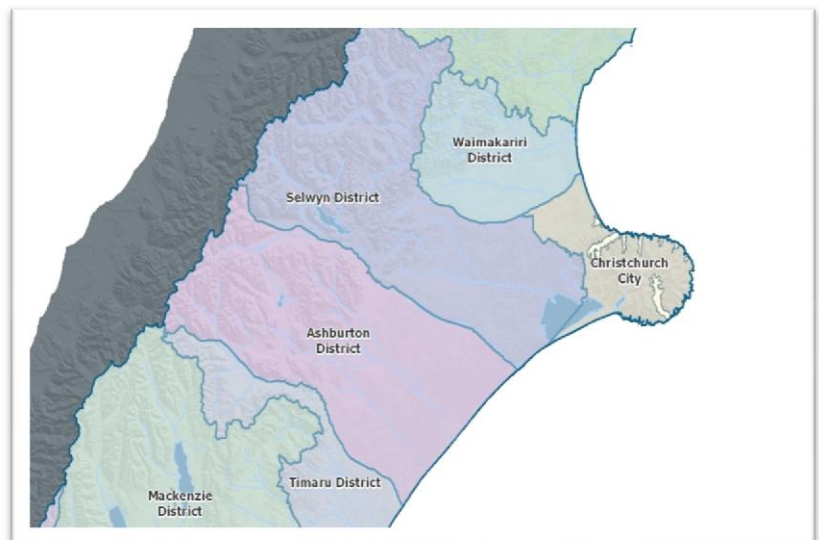 Waimakariri
District
Selwyn District
Christchurch
City
Ashburton
District
Timaru District
Mackenzie
District